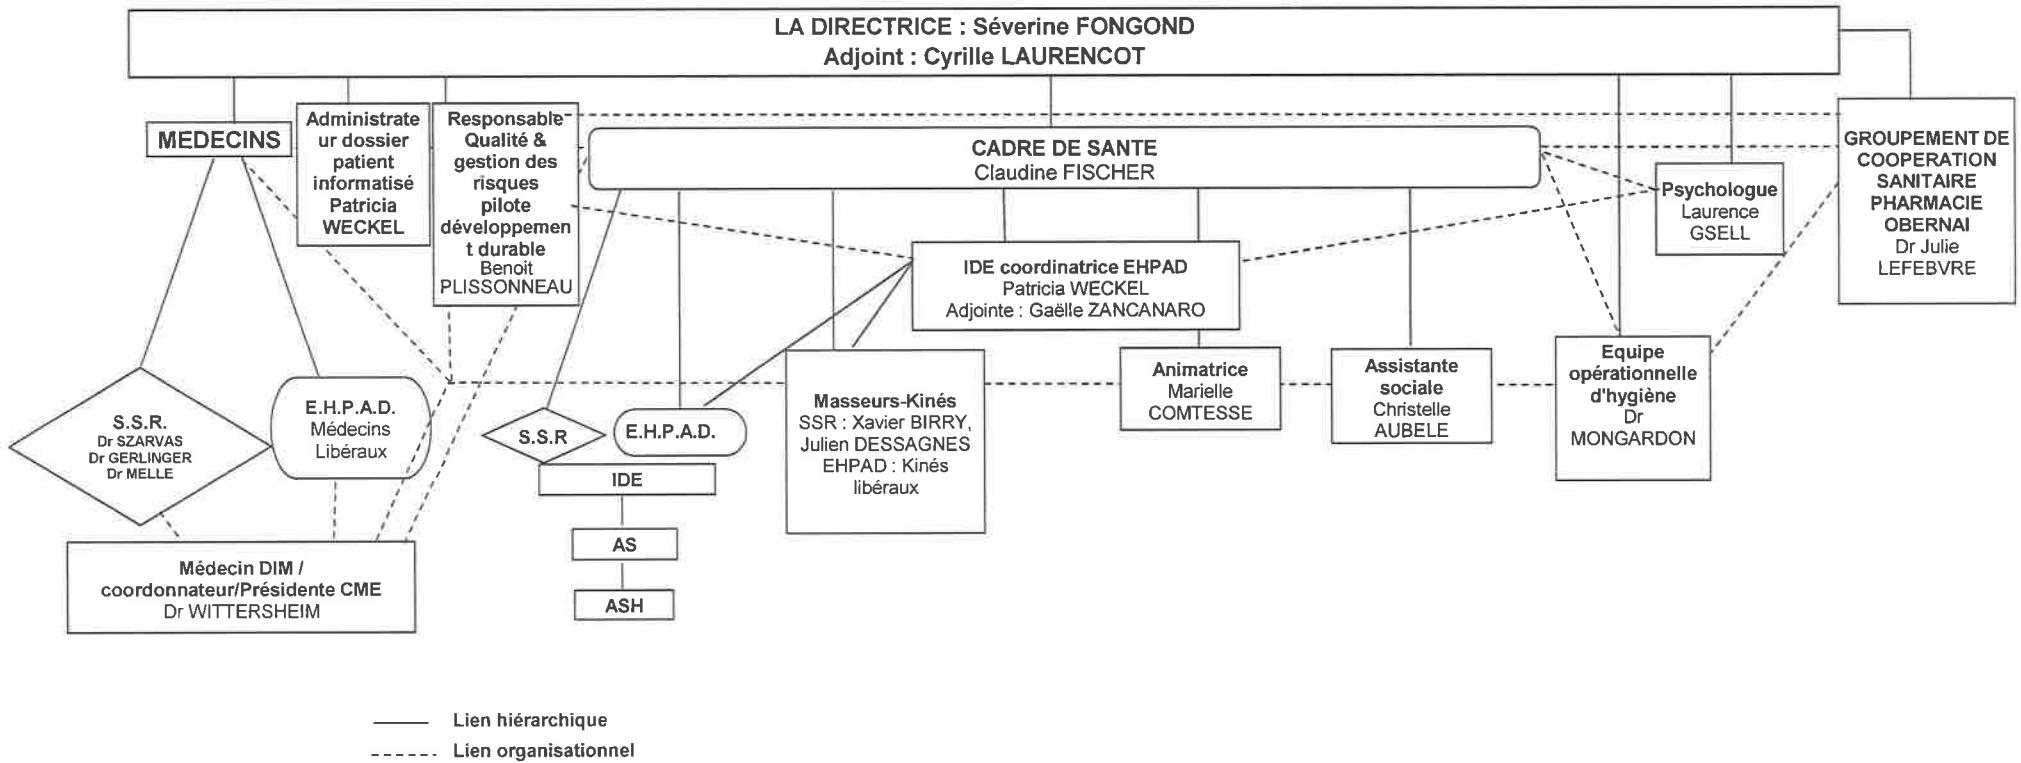 LA DIRECTRICE : Séverine FONGOND
Adjoint : Cyrille LAURENCOT
MEDECINS
Administrate
ur dossier
patient
informatisé
Patricia
WECKEL
Responsable
Qualité &
gestion des
risques
pilote
développemen
t durable
Benoit
PLISSONNEAU
CADRE DE SANTE
Claudine FISCHER
Psychologue
Laurence
GSELL
GROUPEMENT DE
COOPERATION
SANITAIRE
PHARMACIE
OBERNAI
Dr Julie
LEFEBVRE
IDE coordinatrice EHPAD
Patricia WECKEL
Adjointe : Gaëlle ZANCANARO
S.S.R.
Dr SZARVAS
Dr GERLINGER
Dr MELLE
E.H.P.A.D.
Médecins
Libéraux
S.S.R
E.H.P.A.D.
IDE
AS
ASH
Masseurs-Kinés
SSR : Xavier BIRRY,
Julien DESSAGNES
EHPAD : Kinés
libéraux
Animatrice
Marielle
COMTESSE
Assistante
sociale
Christelle
AUBELE
Equipe
opérationnelle
d'hygiène
Dr
MONGARDON
Médecin DIM /
coordonnateur/Présidente CME
Dr WITTERSHEIM
Lien hiérarchique
Lien organisationnel